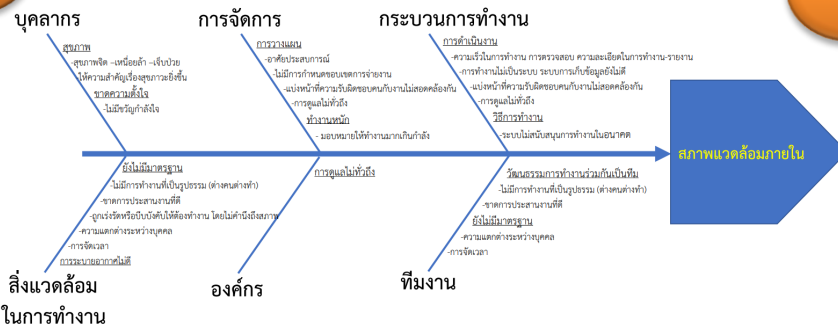 บุคลากร
สุขภาพ
-สุขภาพจิต –เหนื่อยล้า –เจ็บป่วย
-ให้ความสำคัญเรื่องสุขภาวะยิ่งขึ้น
ขาดความตั้งใจ
-ไม่มีขวัญกำลังใจ
การจัดการ
การวางแผน
-อาศัยประสบการณ์
-ไม่มีการกำหนดขอบเขตการจ่ายงาน
-แบ่งหน้าที่ความรับผิดชอบคนกับงานไม่สอดคล้องกัน
-การดูแลไม่ทั่วถึง
ทำงานหนัก
- มอบหมายให้ทำงานมากเกินกำลัง
กระบวนการทำงาน
การดำเนินงาน
-ความเร็วในการทำงาน การตรวจสอบ ความละเอียดในการทำงาน-รายงาน
-การทำงานไม่เป็นระบบ ระบบการเก็บข้อมูลยังไม่ดี
-แบ่งหน้าที่ความรับผิดชอบคนกับงานไม่สอดคล้องกัน
-การดูแลไม่ทั่วถึง
วิธีการทำงาน
-ระบบไม่สนับสนุนการทำงานในอนาคต
สภาพแวดล้อมภายใน
ยังไม่มีมาตรฐาน
-ไม่มีการทำงานที่เป็นรูปธรรม (ต่างคนต่างทำ)
-ขาดการประสานงานที่ดี
-ถูกเร่งรัดหรือบีบบังคับให้ต้องทำงาน โดยไม่คำนึงถึงสภาพ
-ความแตกต่างระหว่างบุคคล
-การจัดเวลา
การระบายอากาศไม่ดี
สิ่งแวดล้อม
ในการทำงาน
การดูแลไม่ทั่วถึง
องค์กร
วัฒนธรรมการทำงานร่วมกันเป็นทีม
-ไม่มีการทำงานที่เป็นรูปธรรม (ต่างคนต่างทำ)
-ขาดการประสานงานที่ดี
ยังไม่มีมาตรฐาน
-ความแตกต่างระหว่างบุคคล
-การจัดเวลา
ทีมงาน